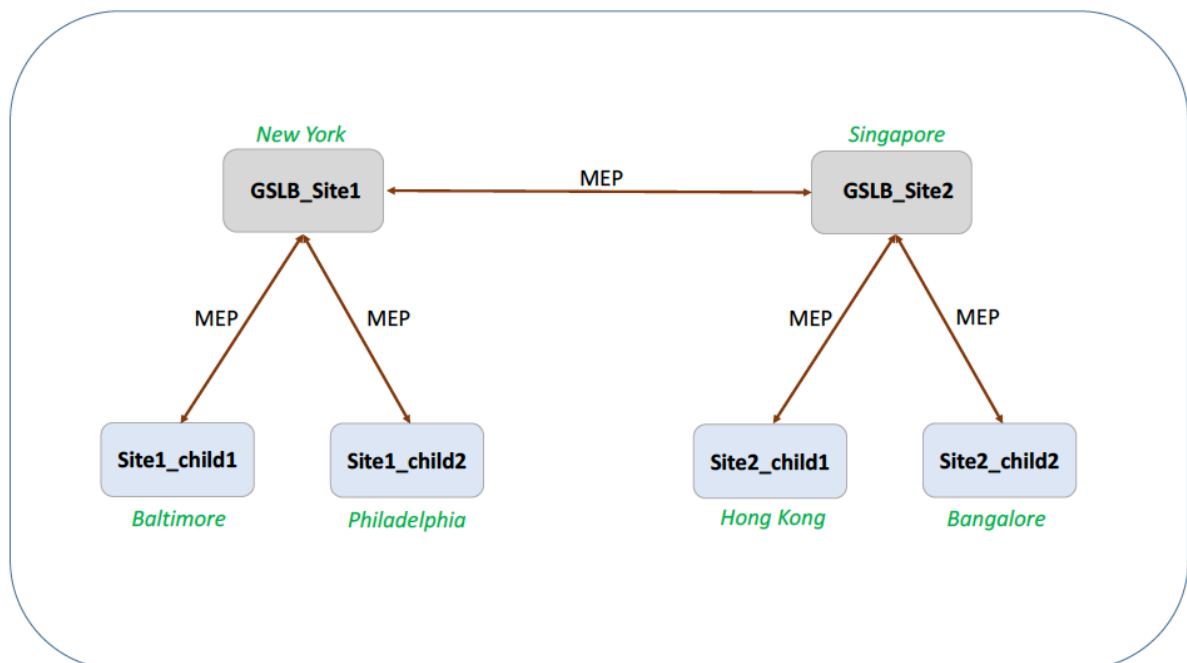 New York
Singapore
GSLB_Site1
MEP
GSLB_Site2
MEP
MEP
MEP
MEP
Site1_child1
Site1_child2
Site2_child1
Site2_child2
Baltimore
Philadelphia
Hong Kong
Bangalore